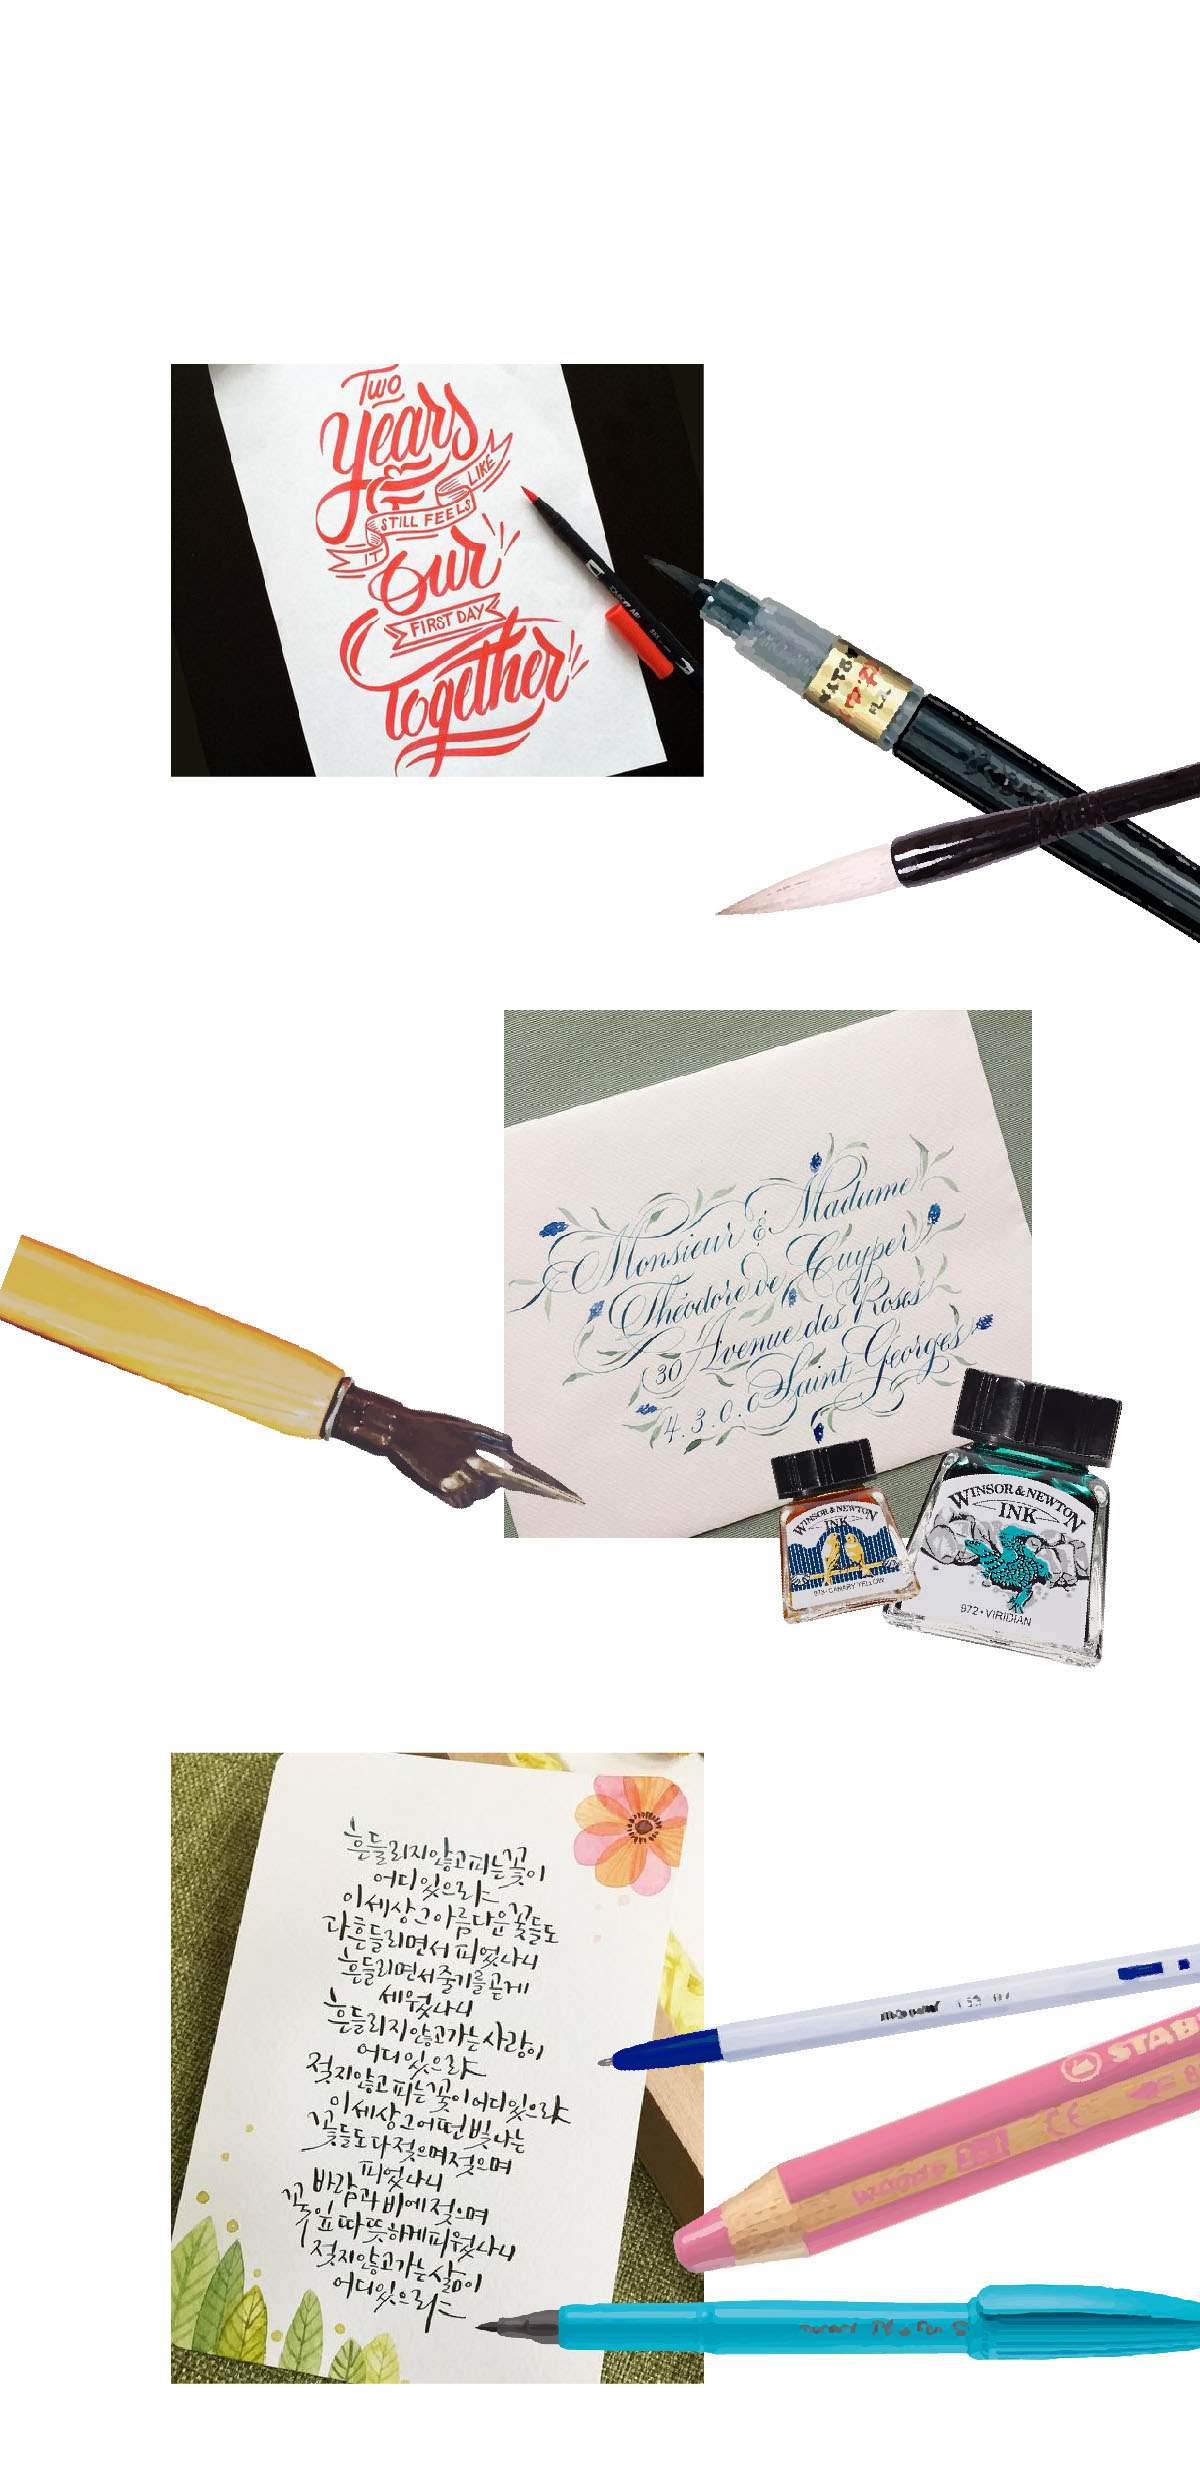 Two
years
IT STILL FEELS LIKE
Our
FIRST DAY
Together
Monsieur & Madame
Théodore de Cuyper
30 Avenue des Roses
4.3.0.0 Saint-Georges
WINSOR & NEWTON
INK
CANARY YELLOW
WINSOR & NEWTON
INK
972 • VIRIDIAN
흔들리지않고피는꽃이
어디있으랴
이세상그아름다운꽃들도
다흔들리면서피었나니
흔들리면서줄기를곧게
세웠나니
흔들리지않고가는사랑이
어디있으랴
젖지않고피는꽃이어디있으랴
이세상그어떤빛나는
꽃들도다젖으며젖으며
피었나니
바람과비에젖으며
꽃잎따뜻하게피웠나니
젖지않고가는삶이
어디있으랴
STAB
woody 2in1
CE